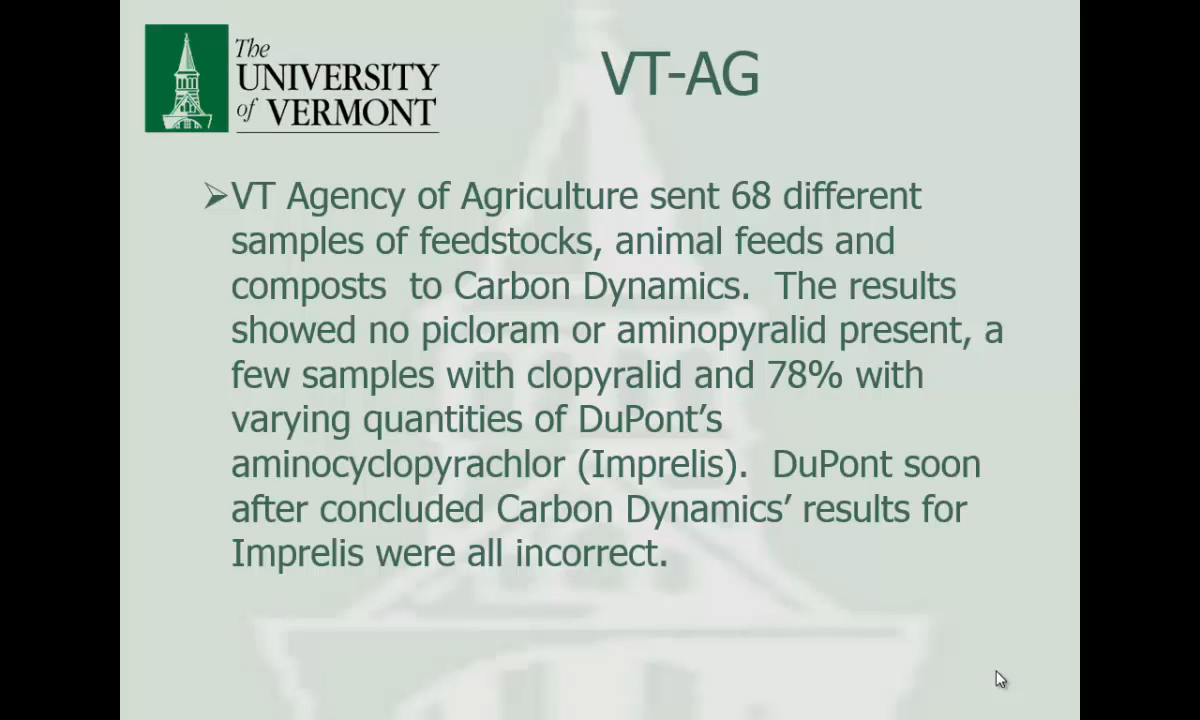 The
UNIVERSITY
of VERMONT
VT-AG
➢VT Agency of Agriculture sent 68 different
samples of feedstocks, animal feeds and
composts  to Carbon Dynamics.  The results
showed no picloram or aminopyralid present, a
few samples with clopyralid and 78% with
varying quantities of DuPont’s
aminocyclopyrachlor (Imprelis).  DuPont soon
after concluded Carbon Dynamics’ results for
Imprelis were all incorrect.